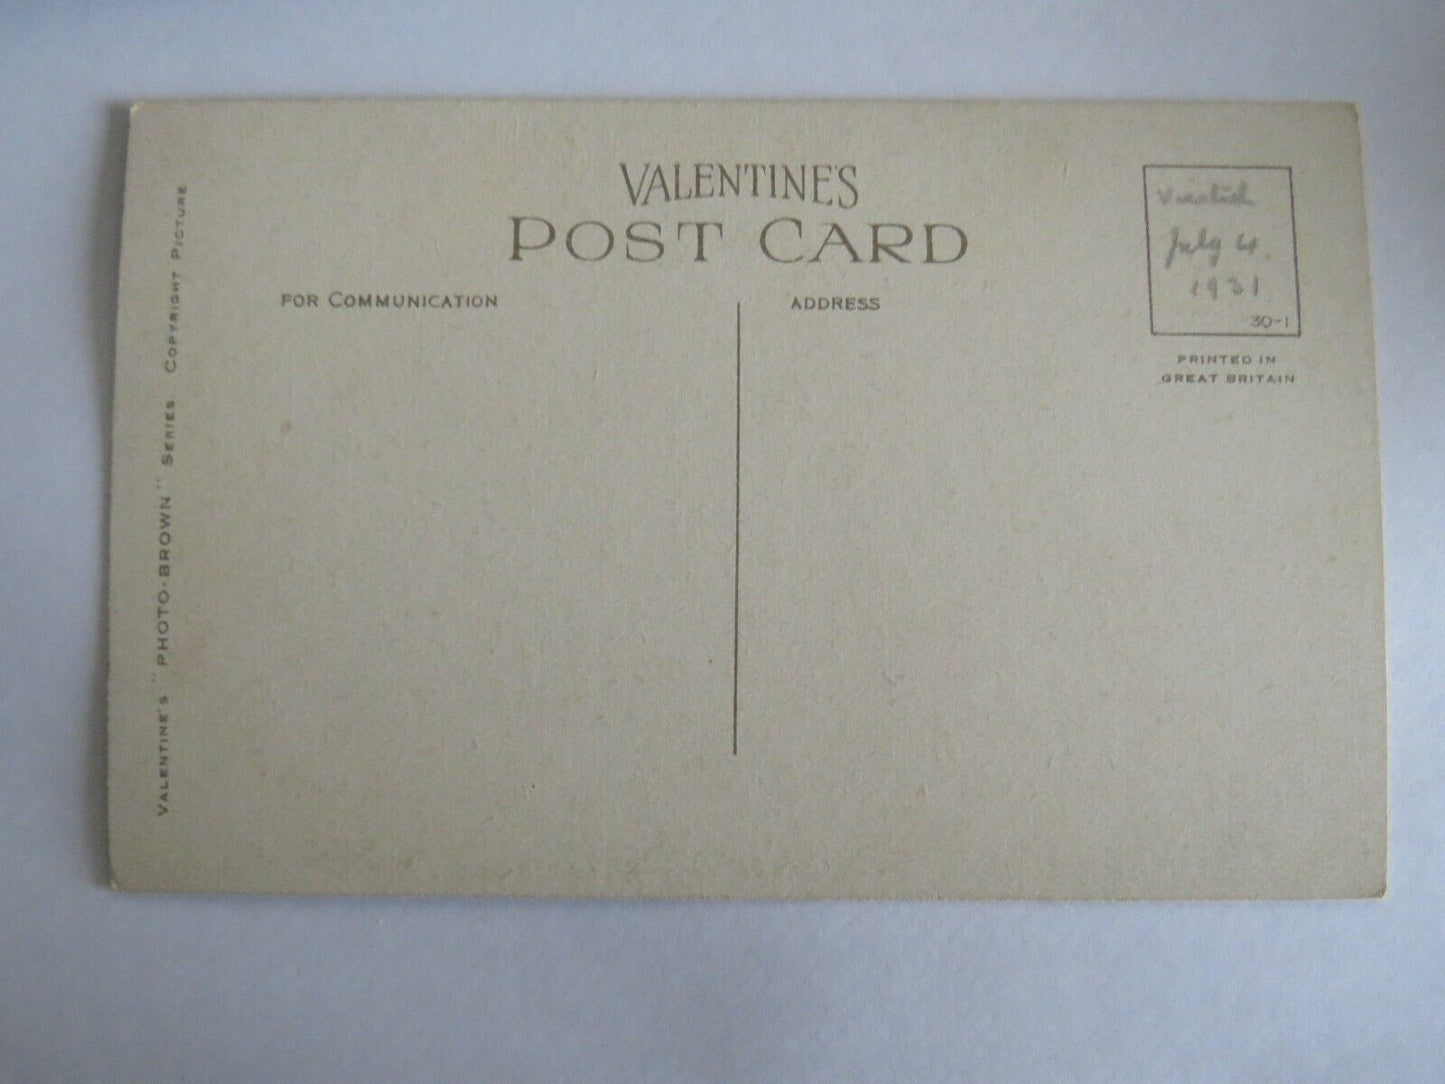 VALENTINE'S
POST CARD
FOR COMMUNICATION
ADDRESS
July 4.
1931
30-1
PRINTED IN
GREAT BRITAIN
VALENTINE'S "PHOTO-BROWN" SERIES COPYRIGHT PICTURE